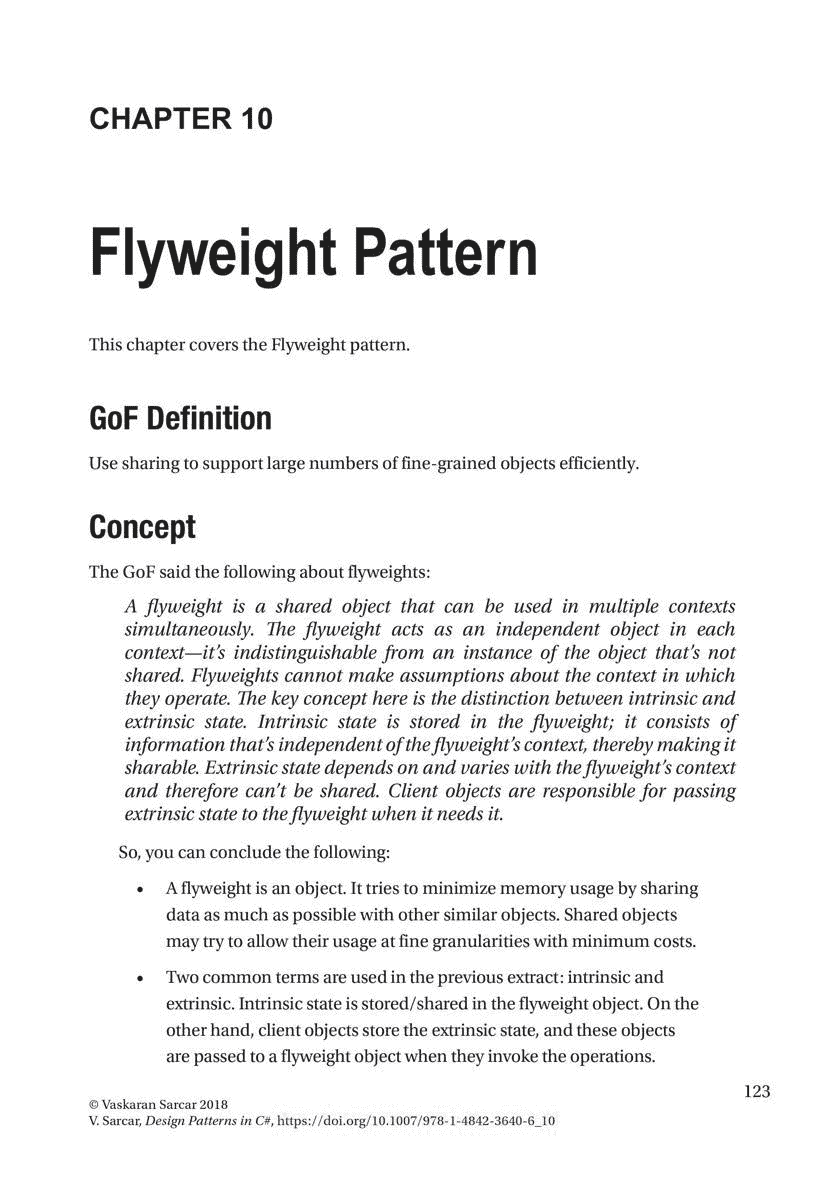 CHAPTER 10
Flyweight Pattern
This chapter covers the Flyweight pattern.
GoF Definition
Use sharing to support large numbers of fine-grained objects efficiently.
Concept
The GoF said the following about flyweights:
A flyweight is a shared object that can be used in multiple contexts
simultaneously. The flyweight acts as an independent object in each
context—it’s indistinguishable from an instance of the object that’s not
shared. Flyweights cannot make assumptions about the context in which
they operate. The key concept here is the distinction between intrinsic and
extrinsic state. Intrinsic state is stored in the flyweight; it consists of
information that’s independent of the flyweight’s context, thereby making it
sharable. Extrinsic state depends on and varies with the flyweight’s context
and therefore can’t be shared. Client objects are responsible for passing
extrinsic state to the flyweight when it needs it.
So, you can conclude the following:
• A flyweight is an object. It tries to minimize memory usage by sharing
data as much as possible with other similar objects. Shared objects
may try to allow their usage at fine granularities with minimum costs.
• Two common terms are used in the previous extract: intrinsic and
extrinsic. Intrinsic state is stored/shared in the flyweight object. On the
other hand, client objects store the extrinsic state, and these objects
are passed to a flyweight object when they invoke the operations.
123
© Vaskaran Sarcar 2018
V. Sarcar, Design Patterns in C#, https://doi.org/10.1007/978-1-4842-3640-6_10